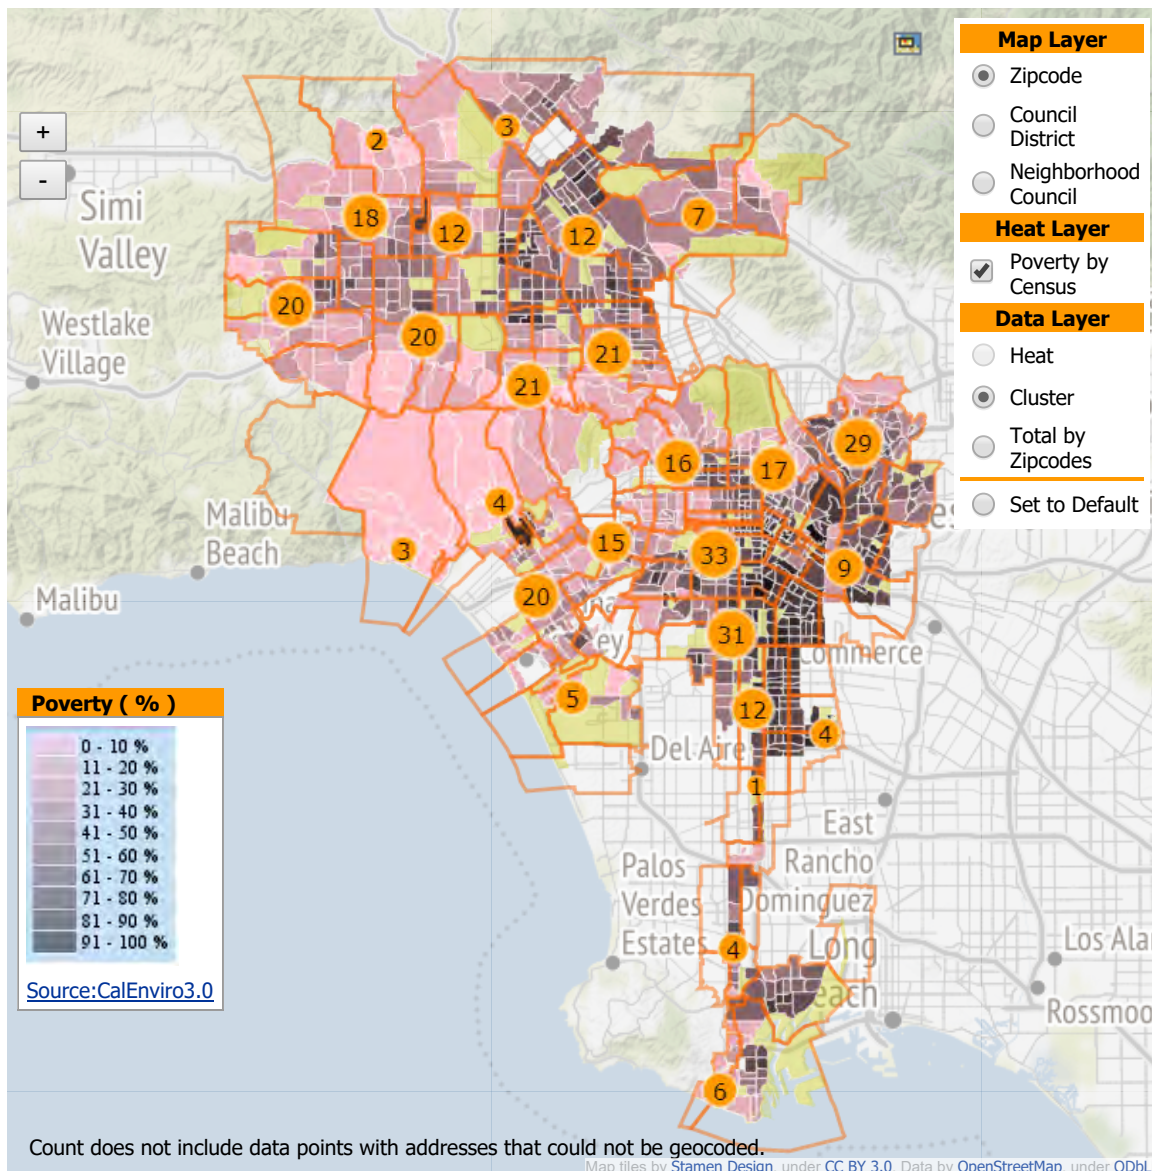 Map Layer
Zipcode
Council
District
Neighborhood
Council
Heat Layer
Poverty by
Census
Data Layer
Heat
Cluster
Total by
Zipcodes
Set to Default
+
-
Simi
Valley
Westlake
Village
Malibu
Beach
Malibu
2
3
18
12
12
7
20
20
21
21
29
16
17
4
3
15
33
9
20
31
5
12
4
1
4
6
Commerce
Del Aire
East
Rancho
Dominguez
Palos
Verdes
Estates
Long
each
Los Ala
Rossmoo
Poverty ( % )
0 - 10 %
11 - 20 %
21 - 30 %
31 - 40 %
41 - 50 %
51 - 60 %
61 - 70 %
71 - 80 %
81 - 90 %
91 - 100 %
Source:CalEnviro3.0
Count does not include data points with addresses that could not be geocoded.
Map tiles by Stamen Design, under CC BY 3.0. Data by OpenStreetMap, under ODbL